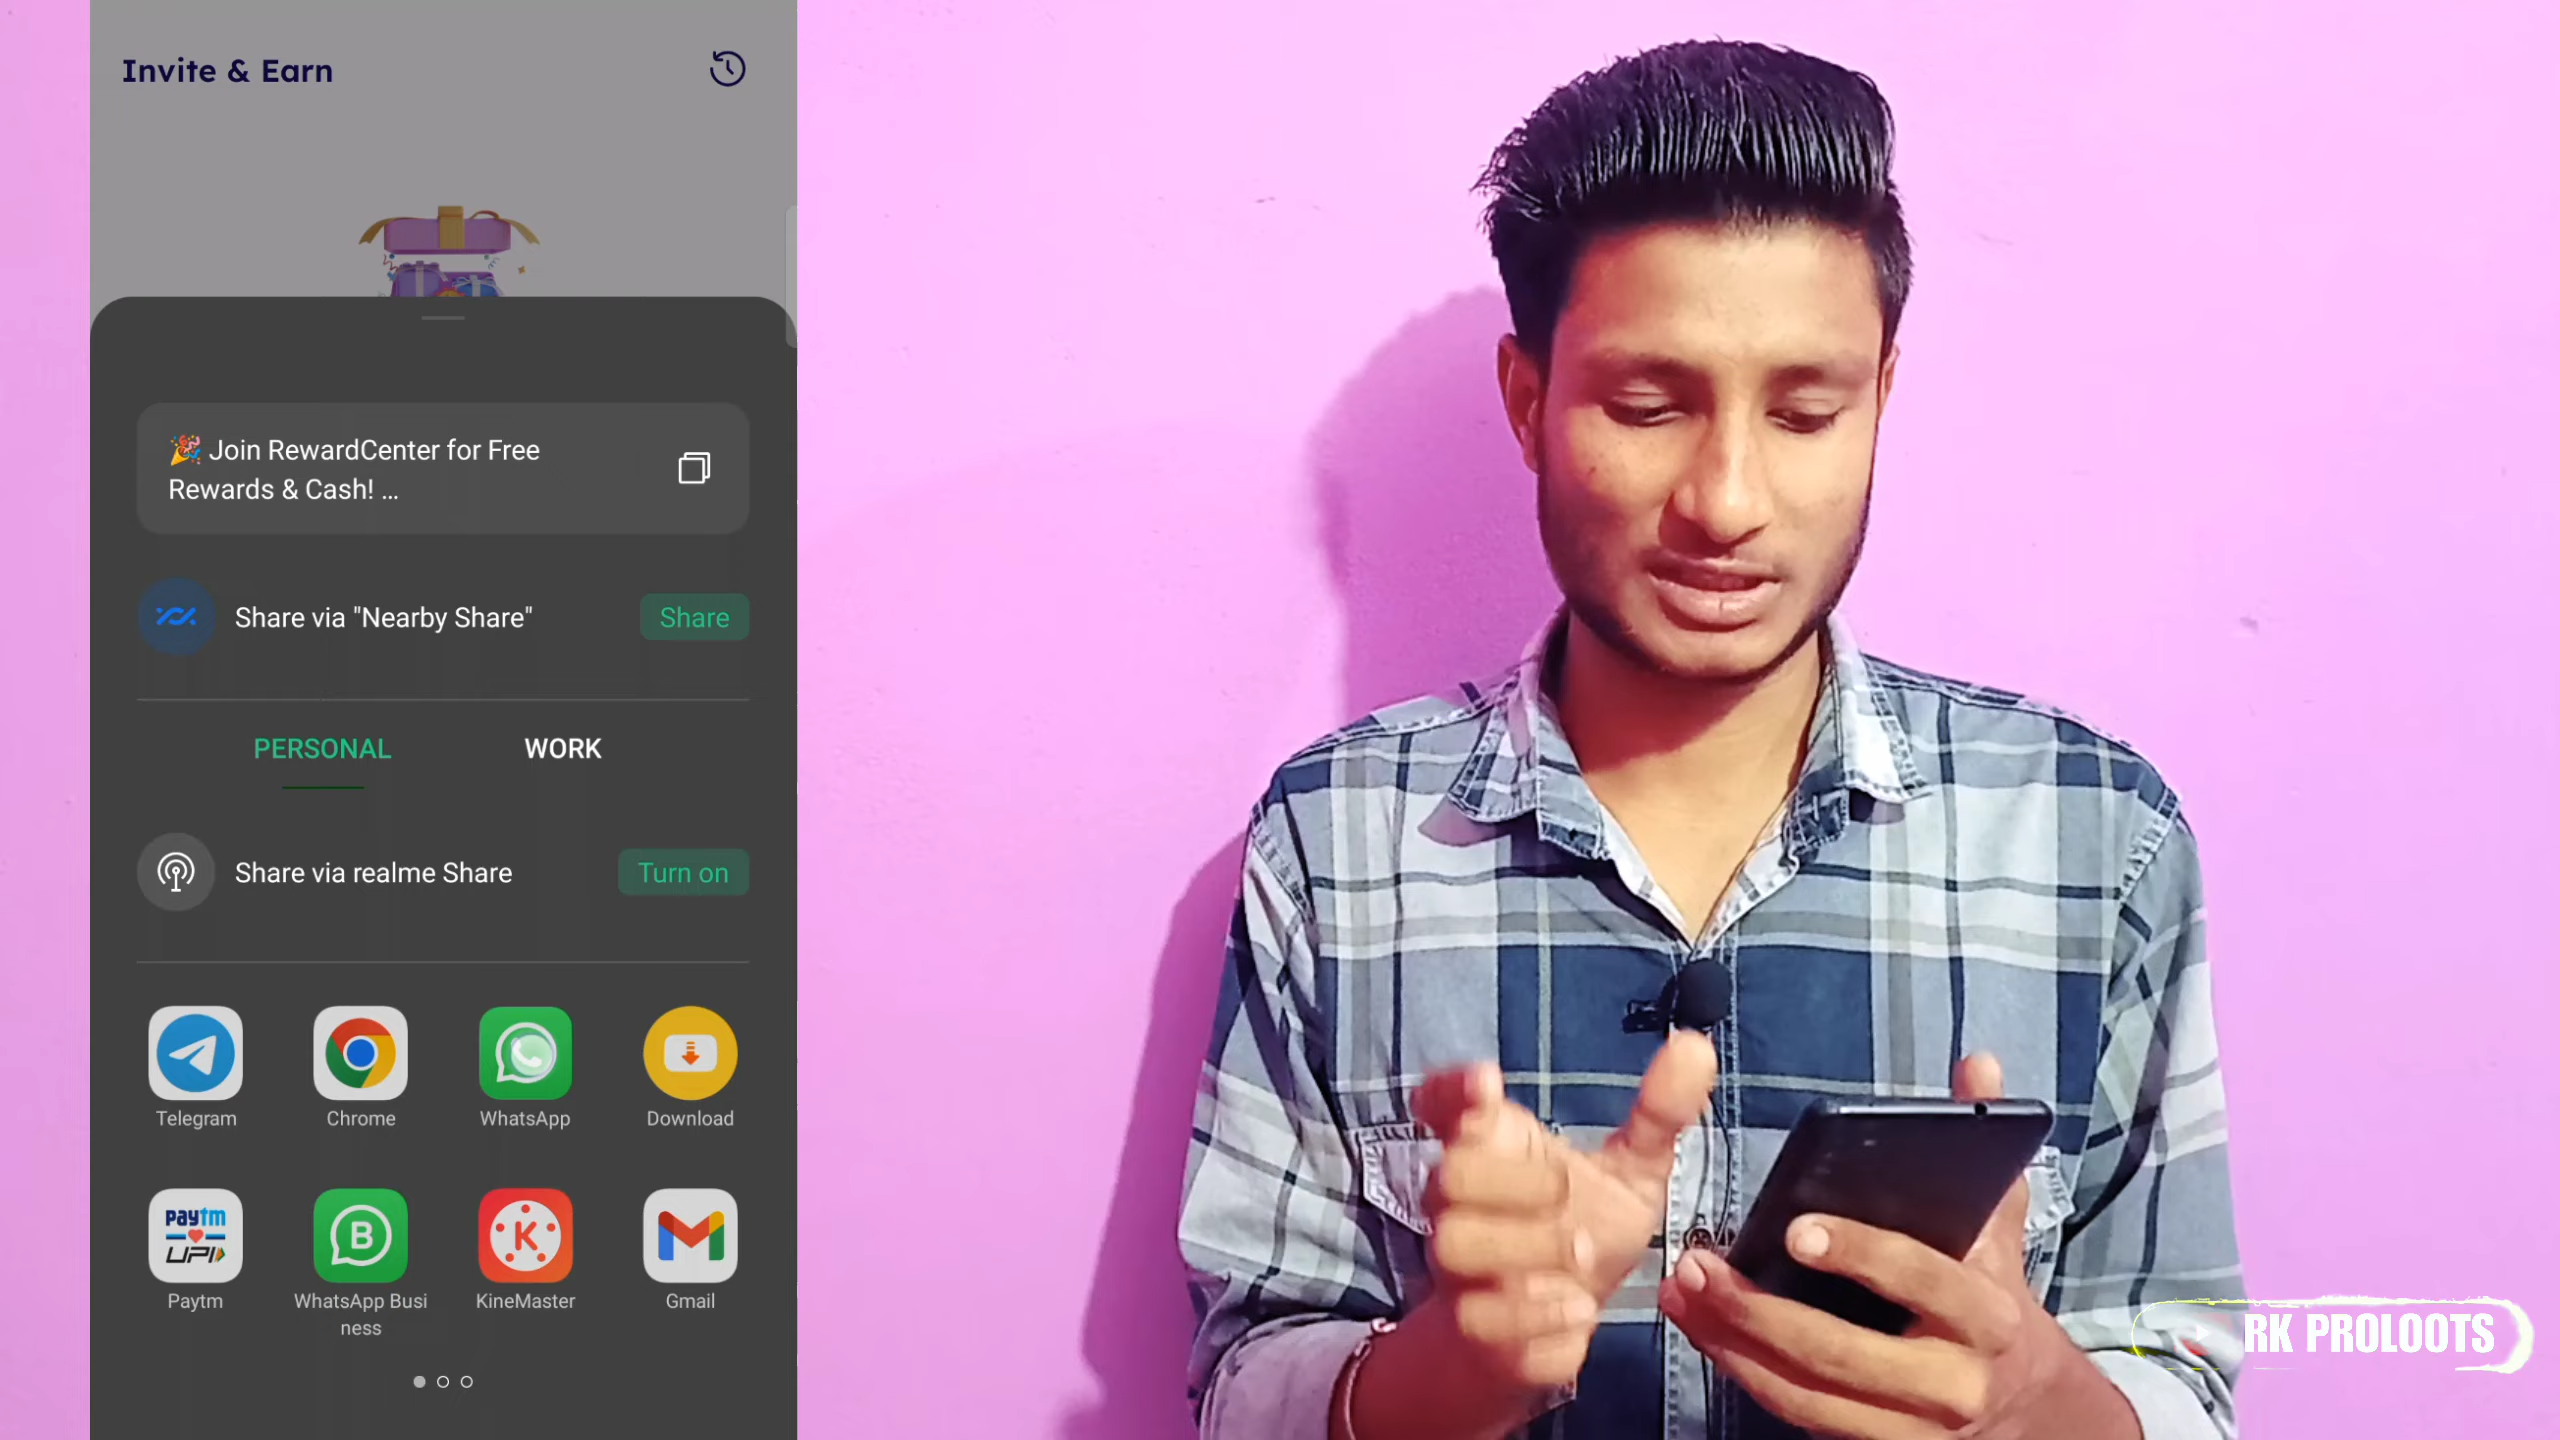 Invite & Earn
🎉 Join RewardCenter for Free
Rewards & Cash! ...
Share via "Nearby Share"
Share
PERSONAL
WORK
Share via realme Share
Turn on
Telegram
Chrome
WhatsApp
Download
paytm
UPI
B
K
Paytm
WhatsApp Busi
ness
KineMaster
Gmail
RK PROLOOTS